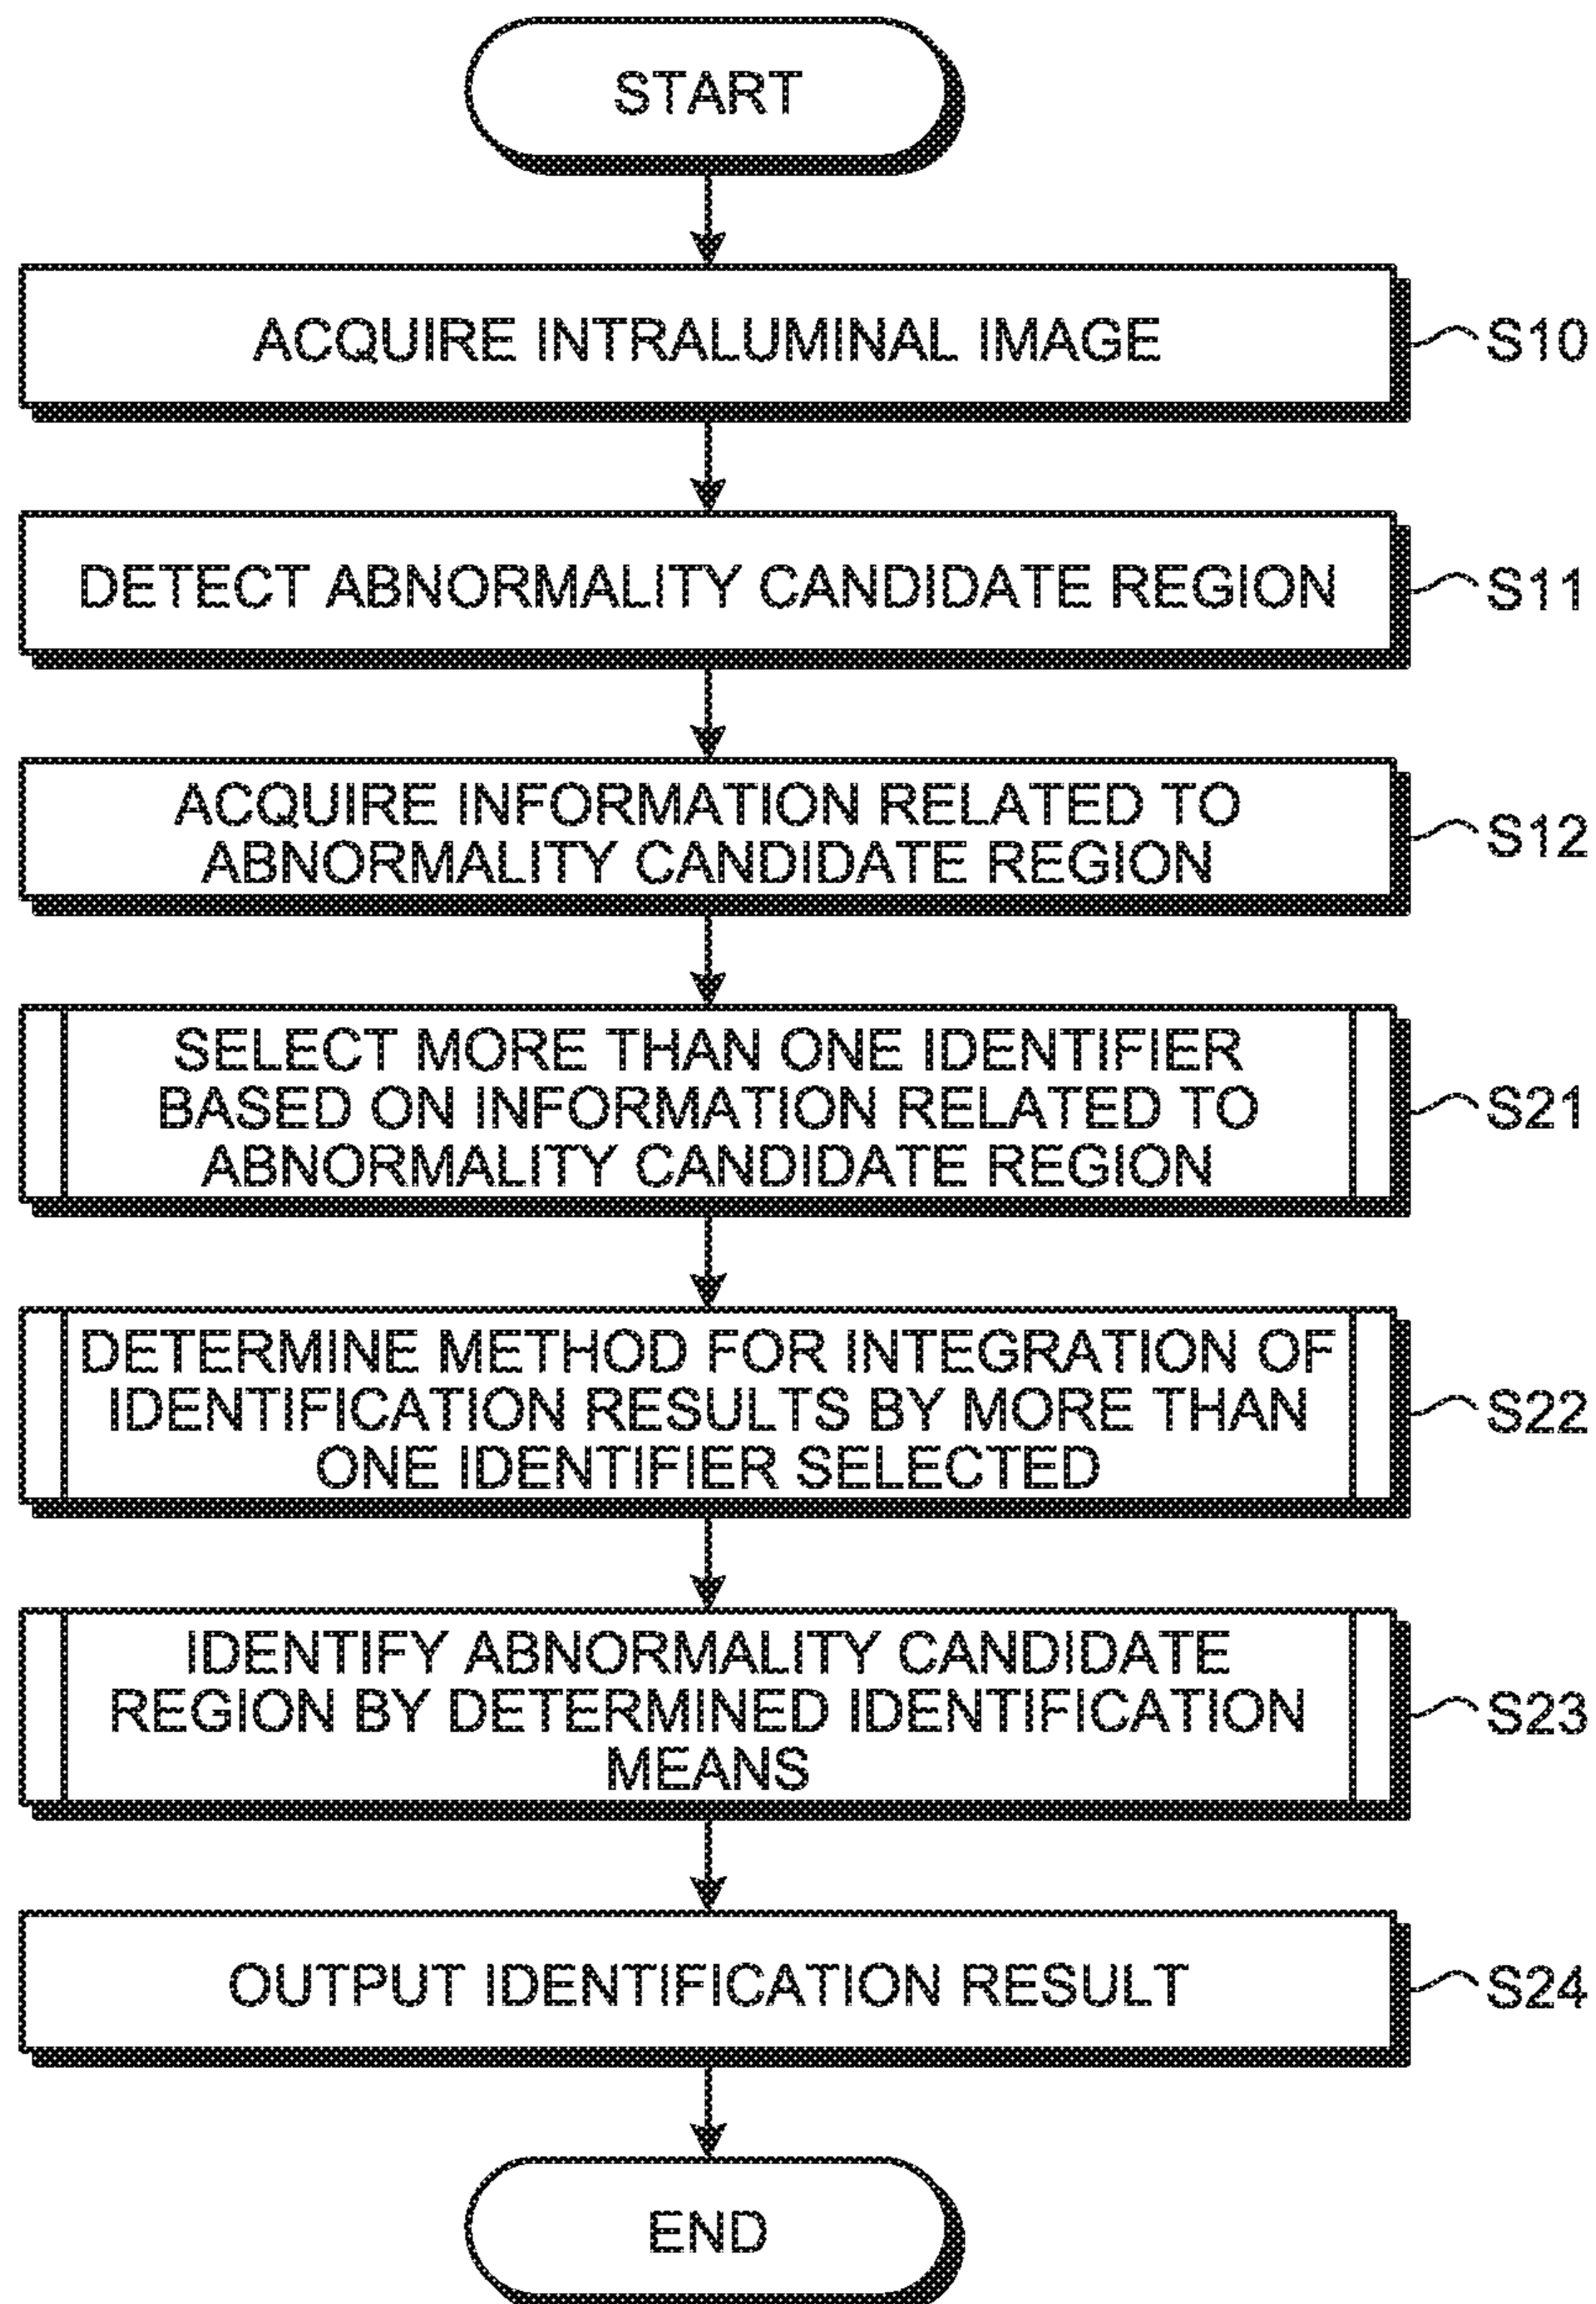 START
ACQUIRE INTRALUMINAL IMAGE
S10
DETECT ABNORMALITY CANDIDATE REGION
S11
ACQUIRE INFORMATION RELATED TO
ABNORMALITY CANDIDATE REGION
S12
SELECT MORE THAN ONE IDENTIFIER
BASED ON INFORMATION RELATED TO
ABNORMALITY CANDIDATE REGION
S21
DETERMINE METHOD FOR INTEGRATION OF
IDENTIFICATION RESULTS BY MORE THAN
ONE IDENTIFIER SELECTED
S22
IDENTIFY ABNORMALITY CANDIDATE
REGION BY DETERMINED IDENTIFICATION
MEANS
S23
OUTPUT IDENTIFICATION RESULT
S24
END